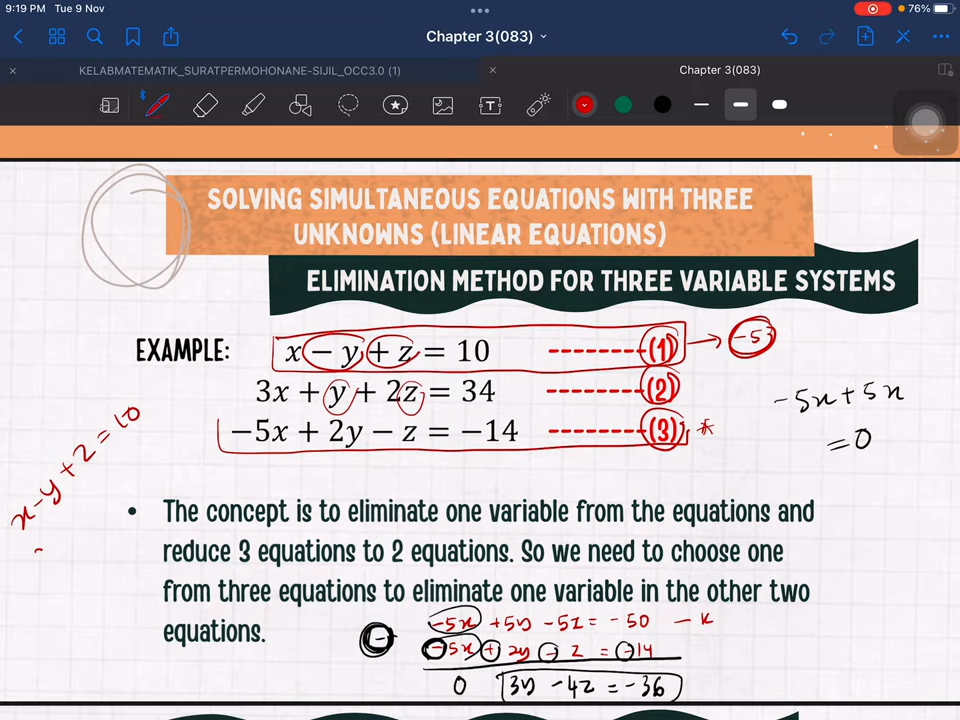 9:19 PM Tue 9 Nov
76%
Chapter 3(083)
KELABMATEMATIK_SURATPERMOHONANE-SIJIL_OCC3.0 (1)
Chapter 3(083)
SOLVING SIMULTANEOUS EQUATIONS WITH THREE
UNKNOWNS (LINEAR EQUATIONS)
ELIMINATION METHOD FOR THREE VARIABLE SYSTEMS
EXAMPLE: x − y + z = 10 --------(1) → 
3x + y + 2z = 34 --------(2)
−5x + 2y − z = −14 --------(3) *
-5x + 5x
= 0
x - y + z = 10
• The concept is to eliminate one variable from the equations and
reduce 3 equations to 2 equations. So we need to choose one
from three equations to eliminate one variable in the other two
equations.
-5x + 5y - 5z = -50
-5x + 2y - z = -14
0 3y - 4z = -36